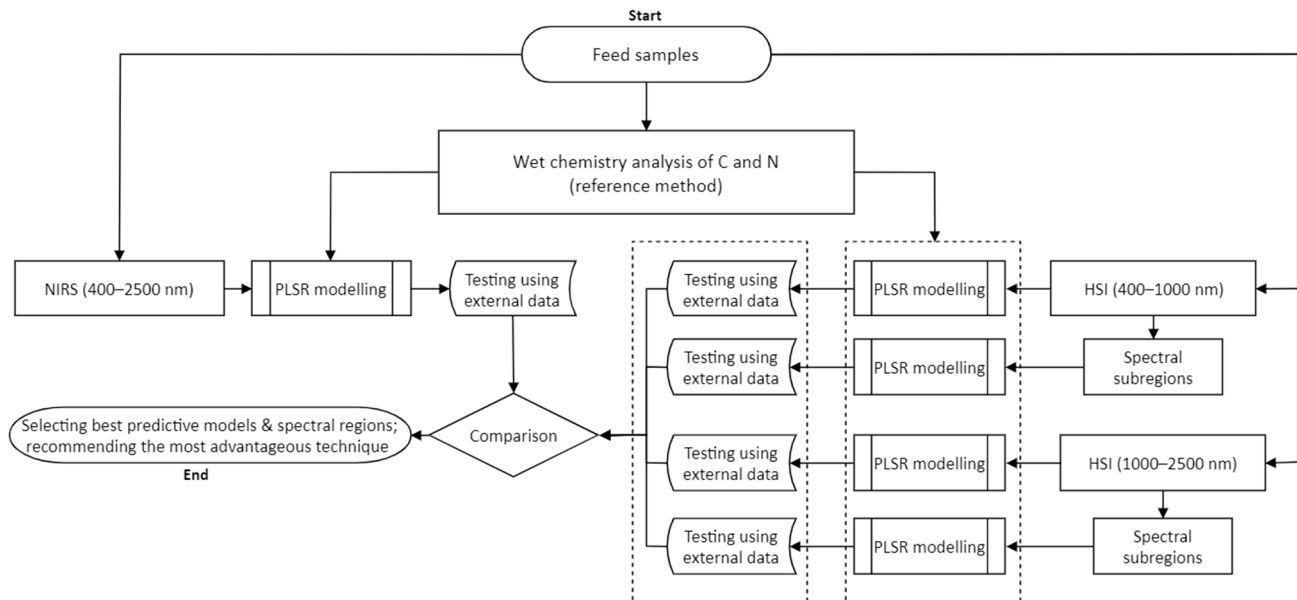 Start
Feed samples
Wet chemistry analysis of C and N
(reference method)
NIRS (400–2500 nm)
PLSR modelling
Testing using
external data
Testing using
external data
PLSR modelling
HSI (400–1000 nm)
Testing using
external data
PLSR modelling
Spectral
subregions
Selecting best predictive models & spectral regions;
recommending the most advantageous technique
End
Comparison
Testing using
external data
PLSR modelling
HSI (1000–2500 nm)
Testing using
external data
PLSR modelling
Spectral
subregions